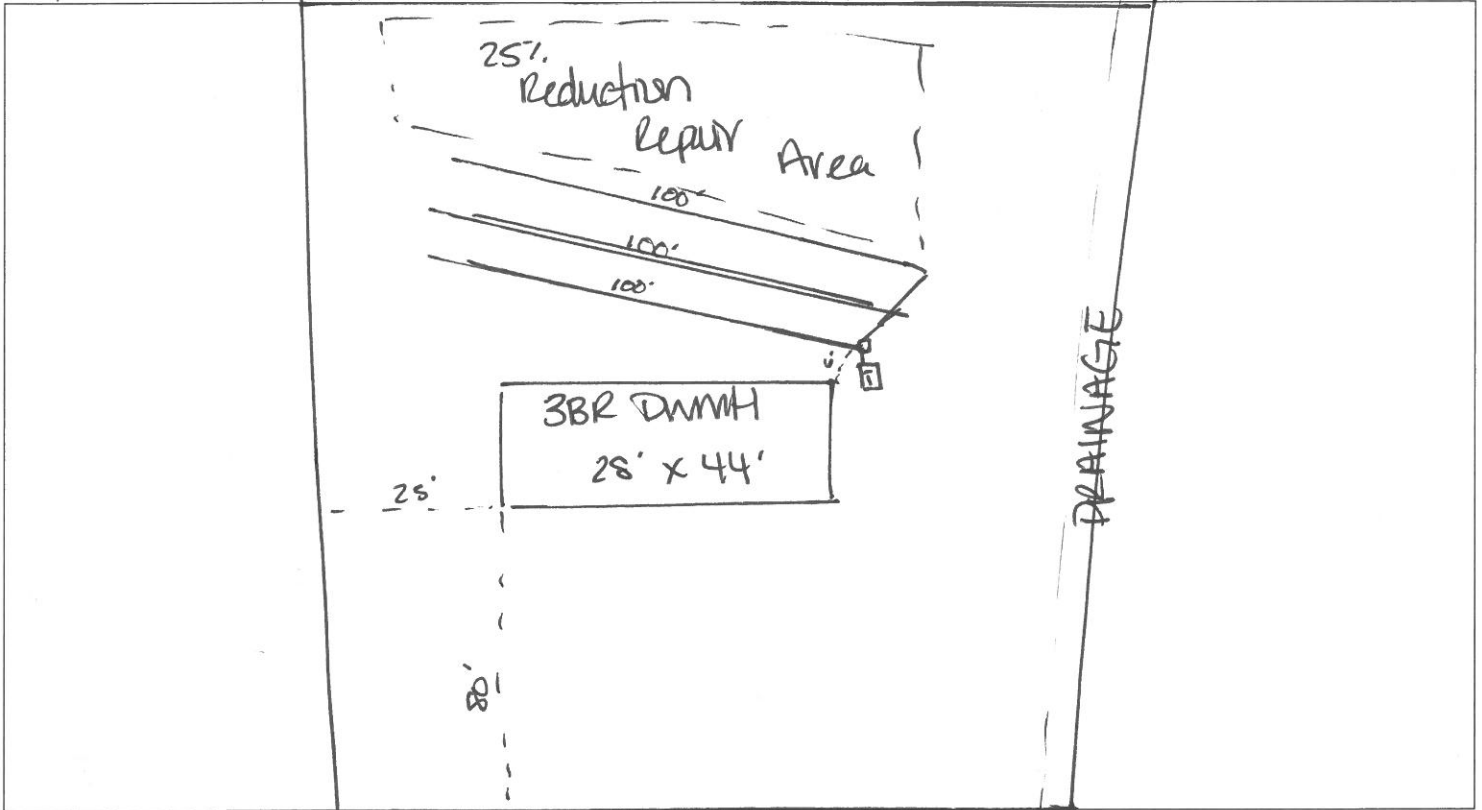 25%
Reduction
Repair Area
100'
100'
100'
3BR DWMH
28' x 44'
25'
DRAINAGE